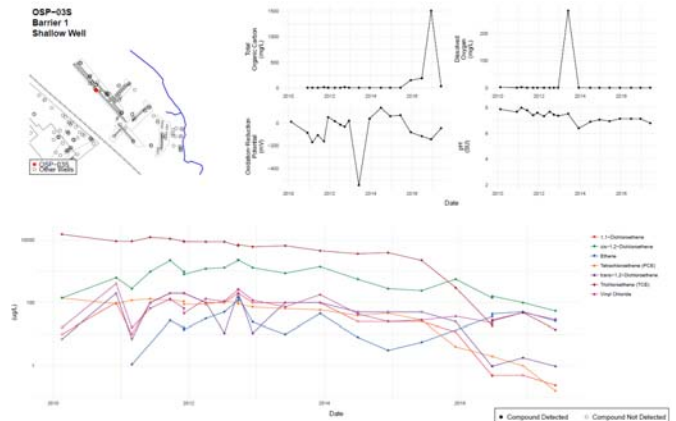 OSP-03S
Barrier 1
Shallow Well
OSP-03S
Other Wells
Total
Organic Carbon
(mg/L)
1500
1000
500
0
2010
2012
2014
2016
Dissolved
Oxygen
(mg/L)
200
100
0
2010
2012
2014
2016
Oxidation-Reduction
Potential
(mV)
0
-200
-400
2010
2012
2014
2016
pH
(SU)
8
6
4
2
2010
2012
2014
2016
Date
(ug/L)
10000
100
1
2010
2012
2014
2016
Date
1,1-Dichloroethene
cis-1,2-Dichloroethene
Ethene
Tetrachloroethene (PCE)
trans-1,2-Dichloroethene
Trichloroethene (TCE)
Vinyl Chloride
Compound Detected
Compound Not Detected